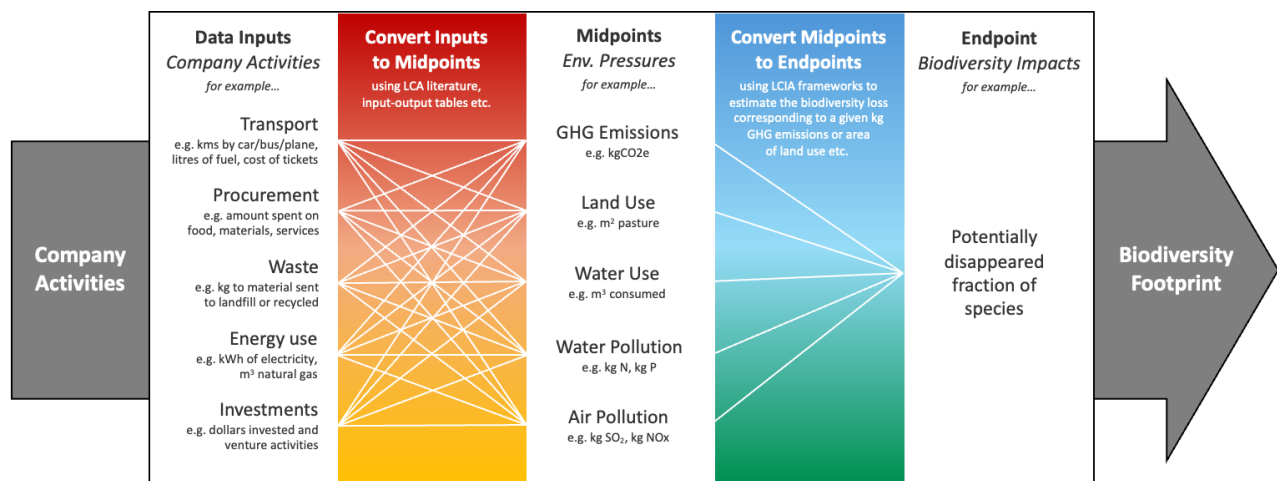 Company
Activities
Data Inputs
Company Activities
for example…
Transport
e.g. kms by car/bus/plane,
litres of fuel, cost of tickets
Procurement
e.g. amount spent on
food, materials, services
Waste
e.g. kg to material sent
to landfill or recycled
Energy use
e.g. kWh of electricity,
m³ natural gas
Investments
e.g. dollars invested and
venture activities
Convert Inputs
to Midpoints
using LCA literature,
input-output tables etc.
Midpoints
Env. Pressures
for example…
GHG Emissions
e.g. kgCO2e
Land Use
e.g. m² pasture
Water Use
e.g. m³ consumed
Water Pollution
e.g. kg N, kg P
Air Pollution
e.g. kg SO₂, kg NOx
Convert Midpoints
to Endpoints
using LCIA frameworks to
estimate the biodiversity loss
corresponding to a given kg
GHG emissions or area
of land use etc.
Endpoint
Biodiversity Impacts
for example…
Potentially
disappeared
fraction of
species
Biodiversity
Footprint